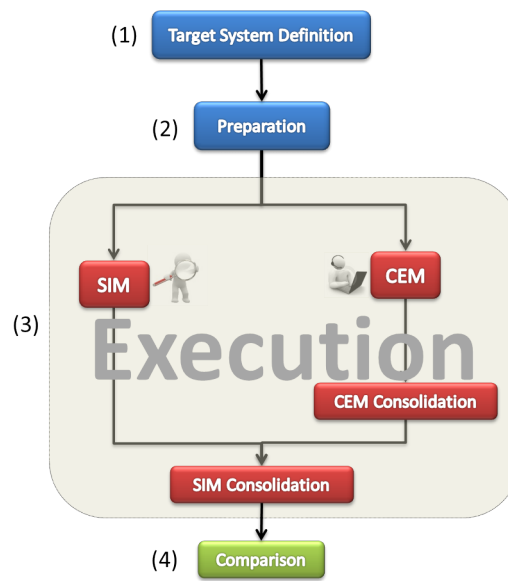 (1) Target System Definition
(2) Preparation
SIM
CEM
(3)
Execution
CEM Consolidation
SIM Consolidation
(4) Comparison